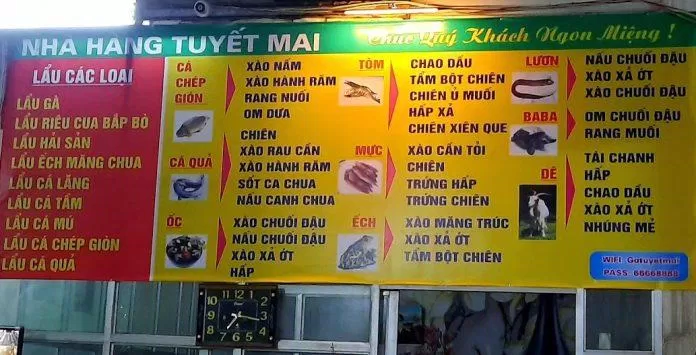 NHÀ HÀNG TUYẾT MAI
Chúc Quý Khách Ngon Miệng !
LẨU CÁC LOẠI
LẨU GÀ
LẨU RIÊU CUA BẮP BÒ
LẨU HẢI SẢN
LẨU ẾCH MĂNG CHUA
LẨU CÁ LĂNG
LẨU CÁ TẦM
LẨU CÁ MÚ
LẨU CÁ CHÉP GIÒN
LẨU CÁ QUẢ
CÁ CHÉP GIÒN
XÀO NẤM
XÀO HÀNH RĂM
RANG MUỐI
OM DƯA
CÁ QUẢ
CHIÊN
XÀO RAU CẦN
XÀO HÀNH RĂM
SỐT CA CHUA
NẤU CANH CHUA
ỐC
XÀO CHUỐI ĐẬU
NẤU CHUỐI ĐẬU
XÀO XẢ ỚT
HẤP
TÔM
CHAO DẦU
TẨM BỘT CHIÊN
CHIÊN Ủ MUỐI
HẤP XẢ
CHIÊN XIÊN QUE
MỰC
XÀO CẦN TỎI
CHIÊN
TRỨNG HẤP
TRỨNG CHIÊN
ẾCH
XÀO MĂNG TRÚC
XÀO XẢ ỚT
TẨM BỘT CHIÊN
LƯƠN
NẤU CHUỐI ĐẬU
XÀO XẢ ỚT
XÀO CHUỐI ĐẬU
BABA
OM CHUỐI ĐẬU
RANG MUỐI
DÊ
TÁI CHANH
HẤP
CHAO DẦU
XÀO XẢ ỚT
NHÚNG MẺ
WIFI: Gatuyetmai
PASS: 66668888